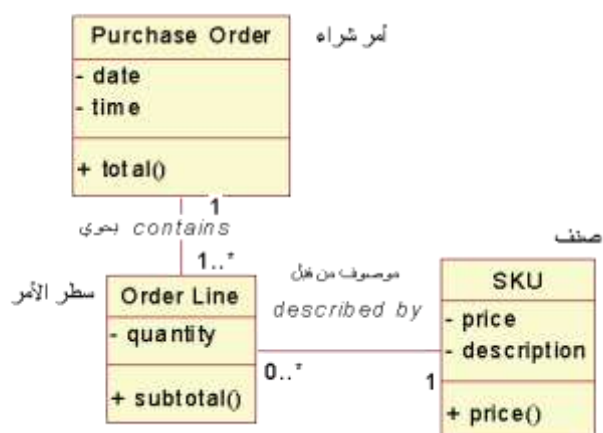 Purchase Order
أمر شراء
- date
- time
+ total()
1
يحوي contains
1..*
سطر الأمر
Order Line
- quantity
+ subtotal()
موصوف من قبل
described by
0..*
1
صنف
SKU
- price
- description
+ price()